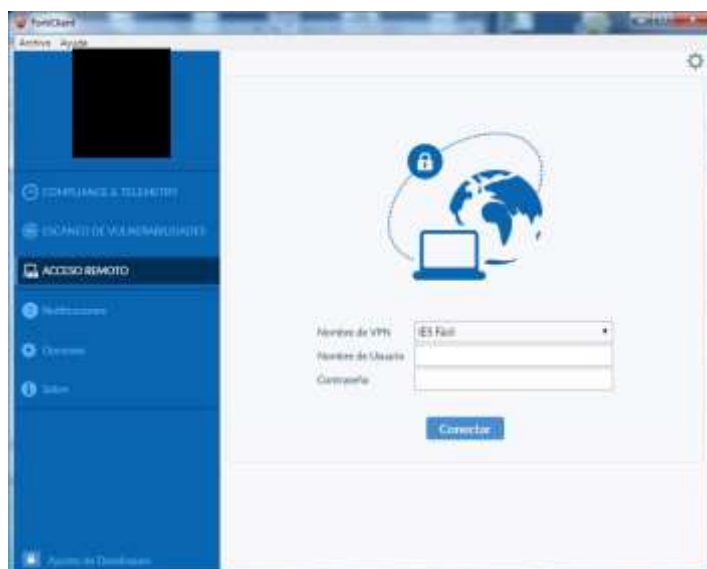 FortiClient
Archivo Ayuda
COMPLIANCE & TELEMETRY
ESCANEO DE VULNERABILIDADES
ACCESO REMOTO
Notificaciones
Opciones
Sobre
Nombre de VPN
Nombre de Usuario
Contraseña
Conectar